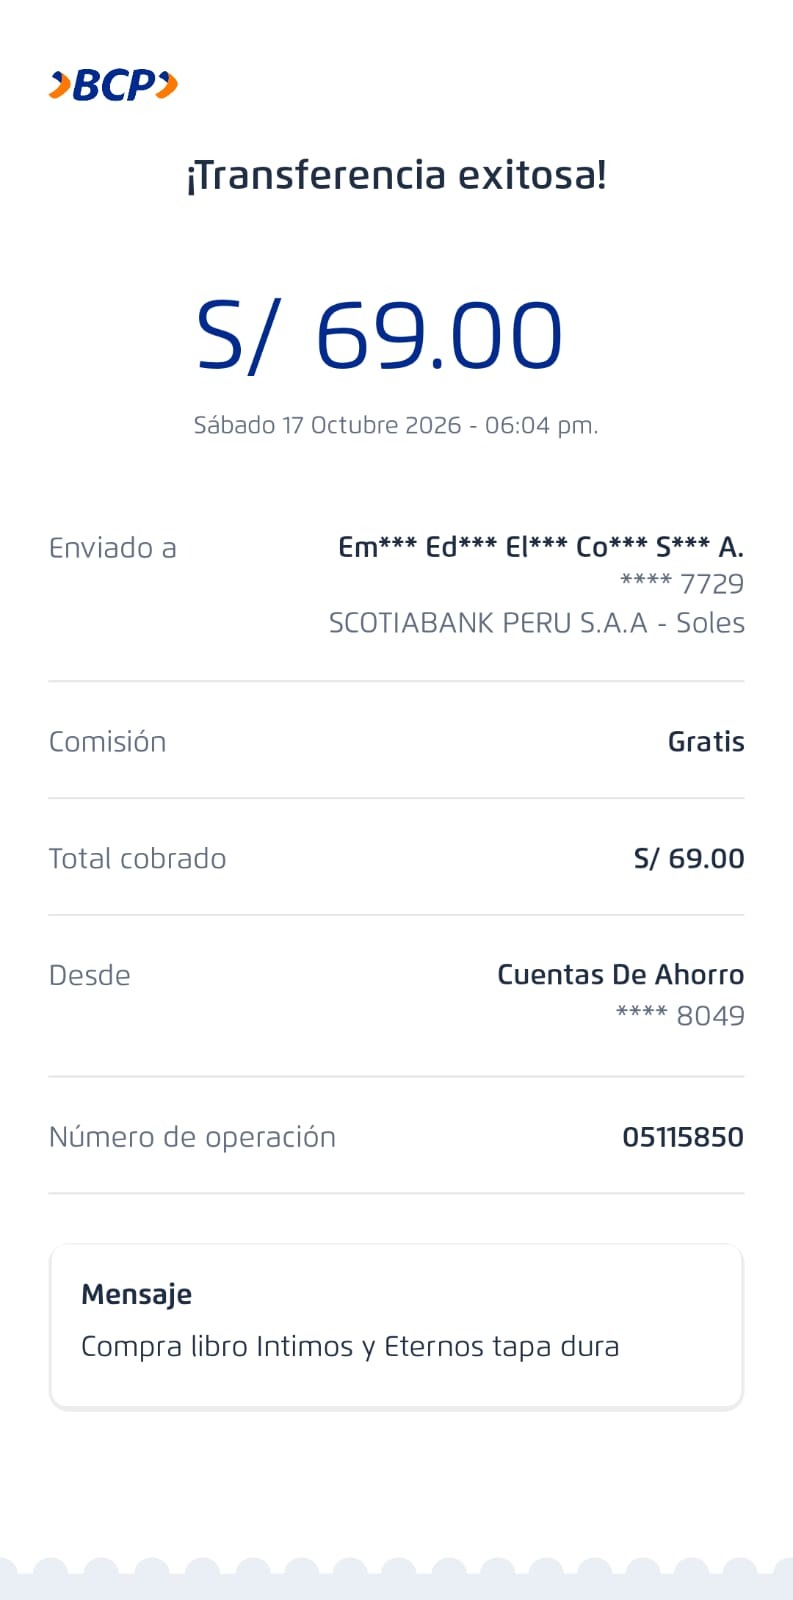 BCP
¡Transferencia exitosa!
S/ 69.00
Sábado 17 Octubre 2026 - 06:04 pm.
Enviado a
Em*** Ed*** El*** Co*** S*** A.
**** 7729
SCOTIABANK PERU S.A.A - Soles
Comisión
Gratis
Total cobrado
S/ 69.00
Desde
Cuentas De Ahorro
**** 8049
Número de operación
05115850
Mensaje
Compra libro Intimos y Eternos tapa dura